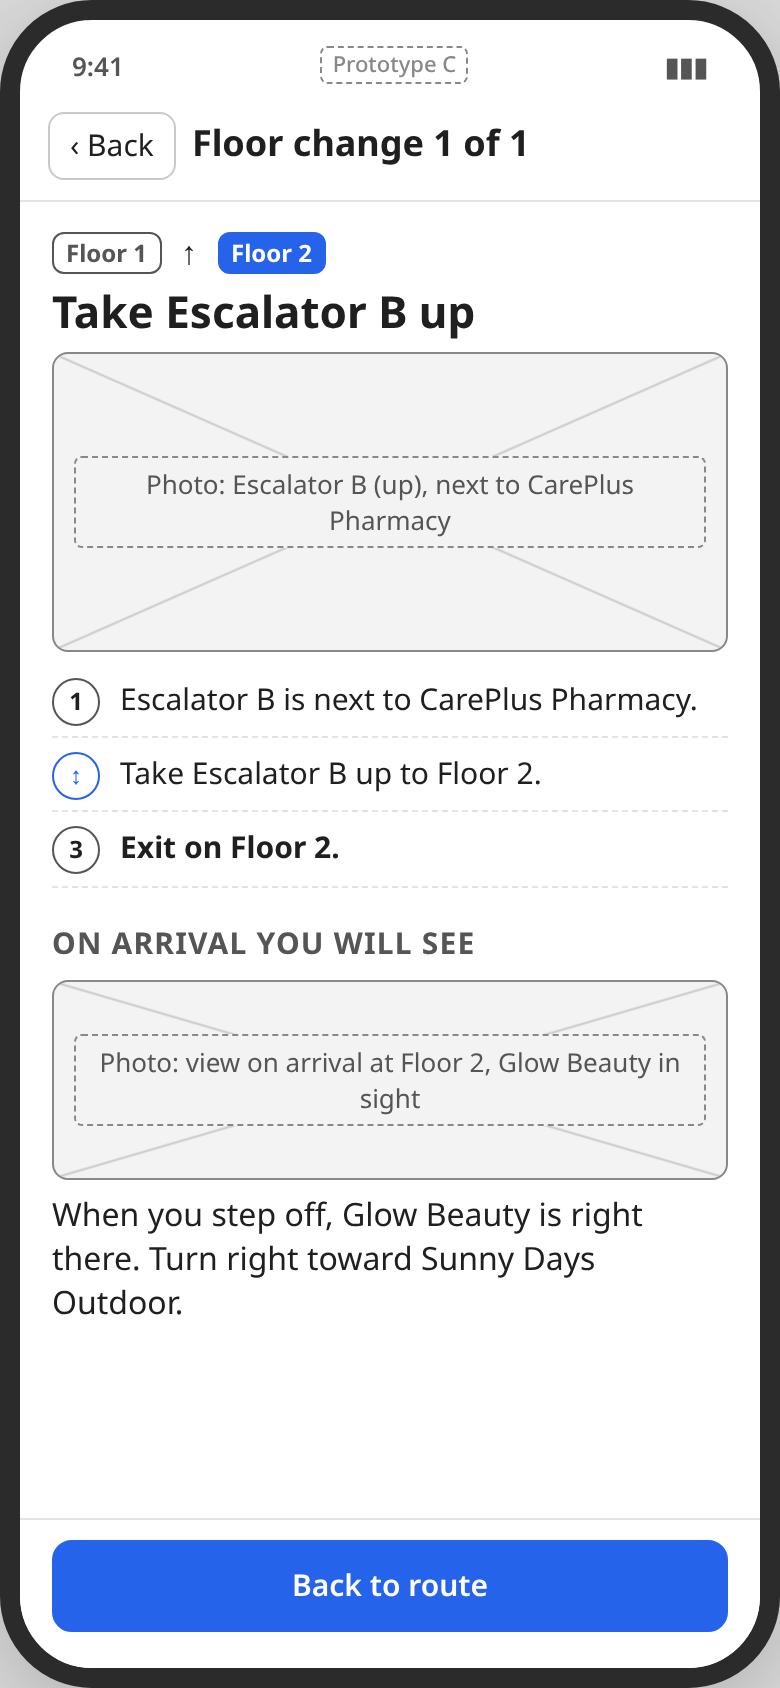 9:41 Prototype C
‹ Back Floor change 1 of 1
Floor 1 ↑ Floor 2
Take Escalator B up
Photo: Escalator B (up), next to CarePlus
Pharmacy
1 Escalator B is next to CarePlus Pharmacy.
↕ Take Escalator B up to Floor 2.
3 Exit on Floor 2.
ON ARRIVAL YOU WILL SEE
Photo: view on arrival at Floor 2, Glow Beauty in
sight
When you step off, Glow Beauty is right
there. Turn right toward Sunny Days
Outdoor.
Back to route